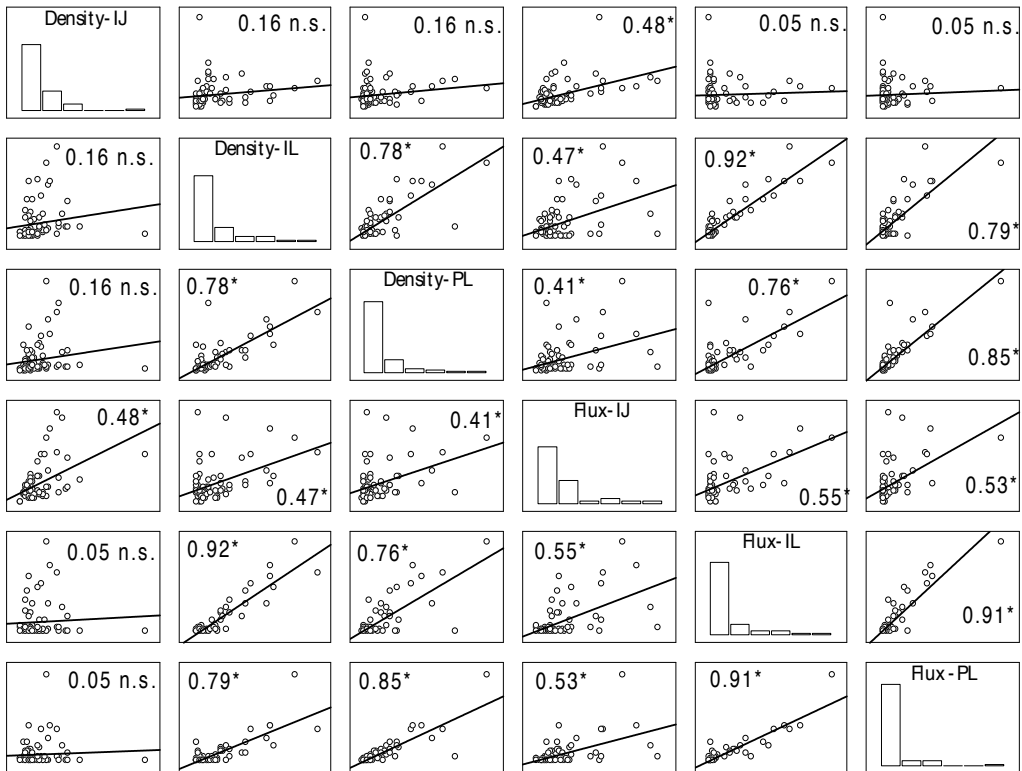 Density-IJ
0.16 n.s.
0.16 n.s.
0.48*
0.05 n.s.
0.05 n.s.
0.16 n.s.
Density-IL
0.78*
0.47*
0.92*
0.79*
0.16 n.s.
0.78*
Density-PL
0.41*
0.76*
0.85*
0.48*
0.47*
0.41*
Flux-IJ
0.55*
0.53*
0.05 n.s.
0.92*
0.76*
0.55*
Flux-IL
0.91*
0.05 n.s.
0.79*
0.85*
0.53*
0.91*
Flux-PL